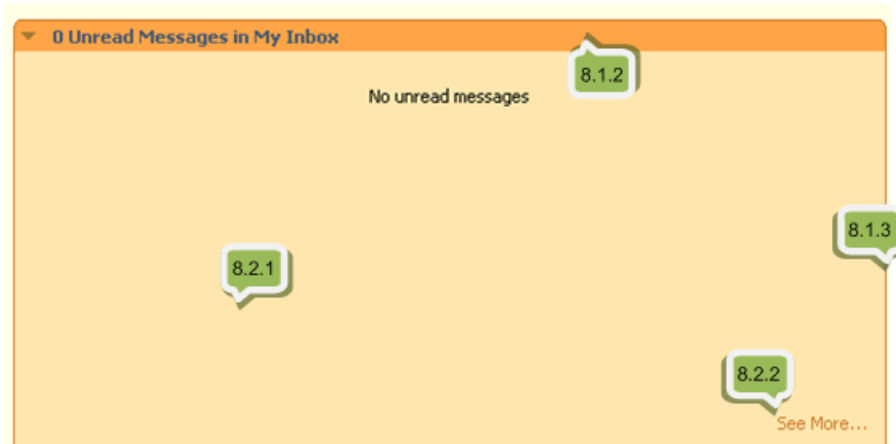 0 Unread Messages in My Inbox
8.1.2
No unread messages
8.1.3
8.2.1
8.2.2
See More...